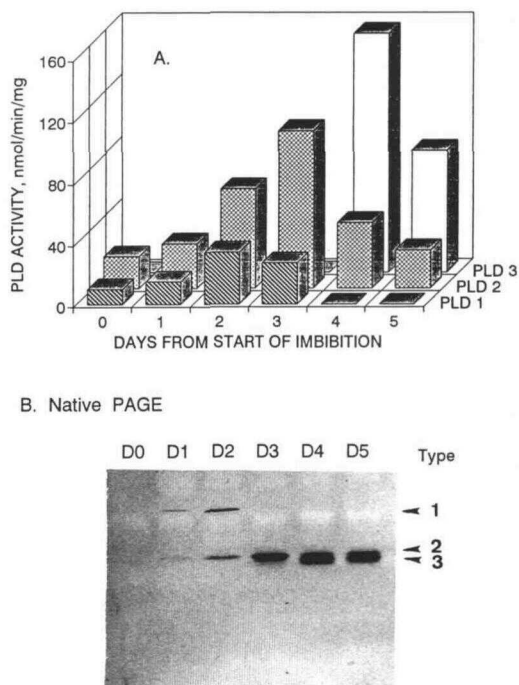 A.
160
120
80
40
0
PLD ACTIVITY, nmol/min/mg
0 1 2 3 4 5
PLD 3
PLD 2
PLD 1
DAYS FROM START OF IMBIBITION
B. Native PAGE
D0 D1 D2 D3 D4 D5 Type
1
2
3